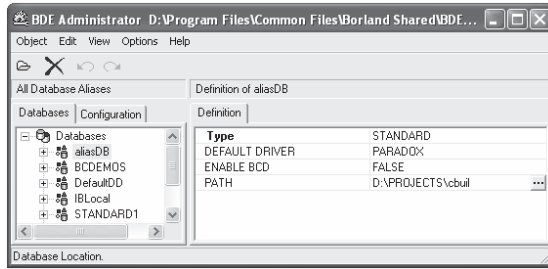 BDE Administrator D:\Program Files\Common Files\Borland Shared\BDE...
Object Edit View Options Help
All Database Aliases
Definition of aliasDB
Databases Configuration
Definition
Databases
aliasDB
BCDEMOS
DefaultDD
IBLocal
STANDARD1
Type STANDARD
DEFAULT DRIVER PARADOX
ENABLE BCD FALSE
PATH D:\PROJECTS\cbuil ...
Database Location.